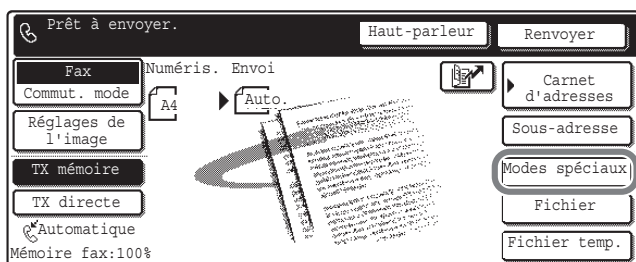 Prêt à envoyer.
Haut-parleur
Renvoyer
Fax
Commut. mode
Numéris. Envoi
A4
Auto.
Carnet
d'adresses
Réglages de
l'image
Sous-adresse
TX mémoire
Modes spéciaux
TX directe
Fichier
Automatique
Mémoire fax:100%
Fichier temp.